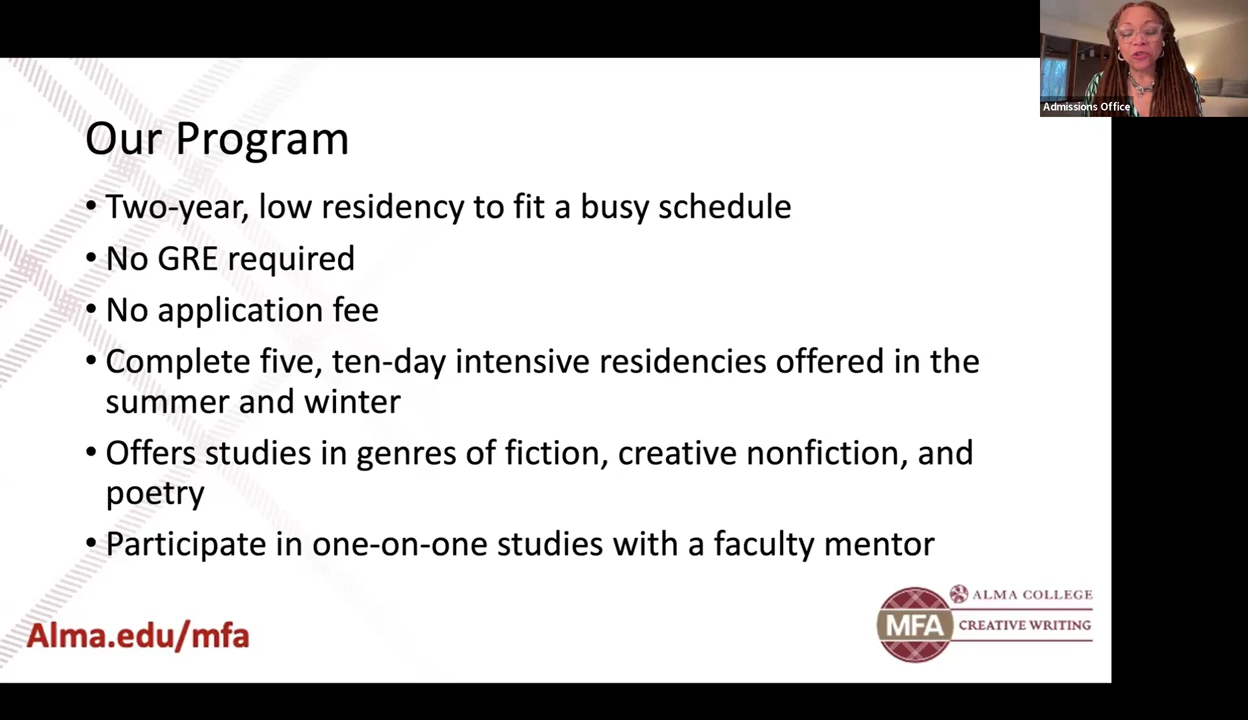 Admissions Office
Our Program
• Two-year, low residency to fit a busy schedule
• No GRE required
• No application fee
• Complete five, ten-day intensive residencies offered in the
summer and winter
• Offers studies in genres of fiction, creative nonfiction, and
poetry
• Participate in one-on-one studies with a faculty mentor
Alma.edu/mfa
ALMA COLLEGE
MFA CREATIVE WRITING